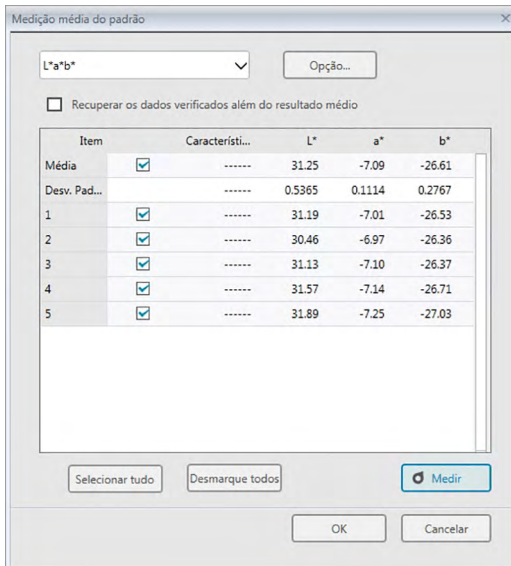 Medição média do padrão
L*a*b*
Opção...
Recuperar os dados verificados além do resultado médio
Item Característi... L* a* b*
Média ------ 31.25 -7.09 -26.61
Desv. Pad... ------ 0.5365 0.1114 0.2767
1 ------ 31.19 -7.01 -26.53
2 ------ 30.46 -6.97 -26.36
3 ------ 31.13 -7.10 -26.37
4 ------ 31.57 -7.14 -26.71
5 ------ 31.89 -7.25 -27.03
Selecionar tudo Desmarque todos Medir
OK Cancelar